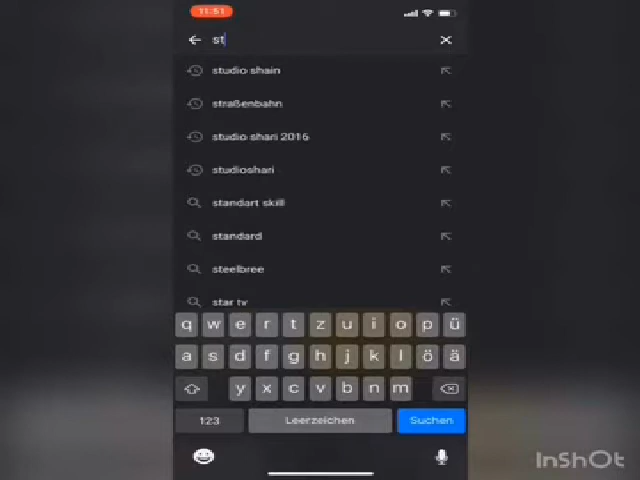 11:51
st
studio shain
straßenbahn
studio shari 2016
studioshari
standart skill
standard
steelbree
star tv
q w e r t z u i o p ü
a s d f g h j k l ö ä
y x c v b n m
123 Leerzeichen Suchen
InShOt